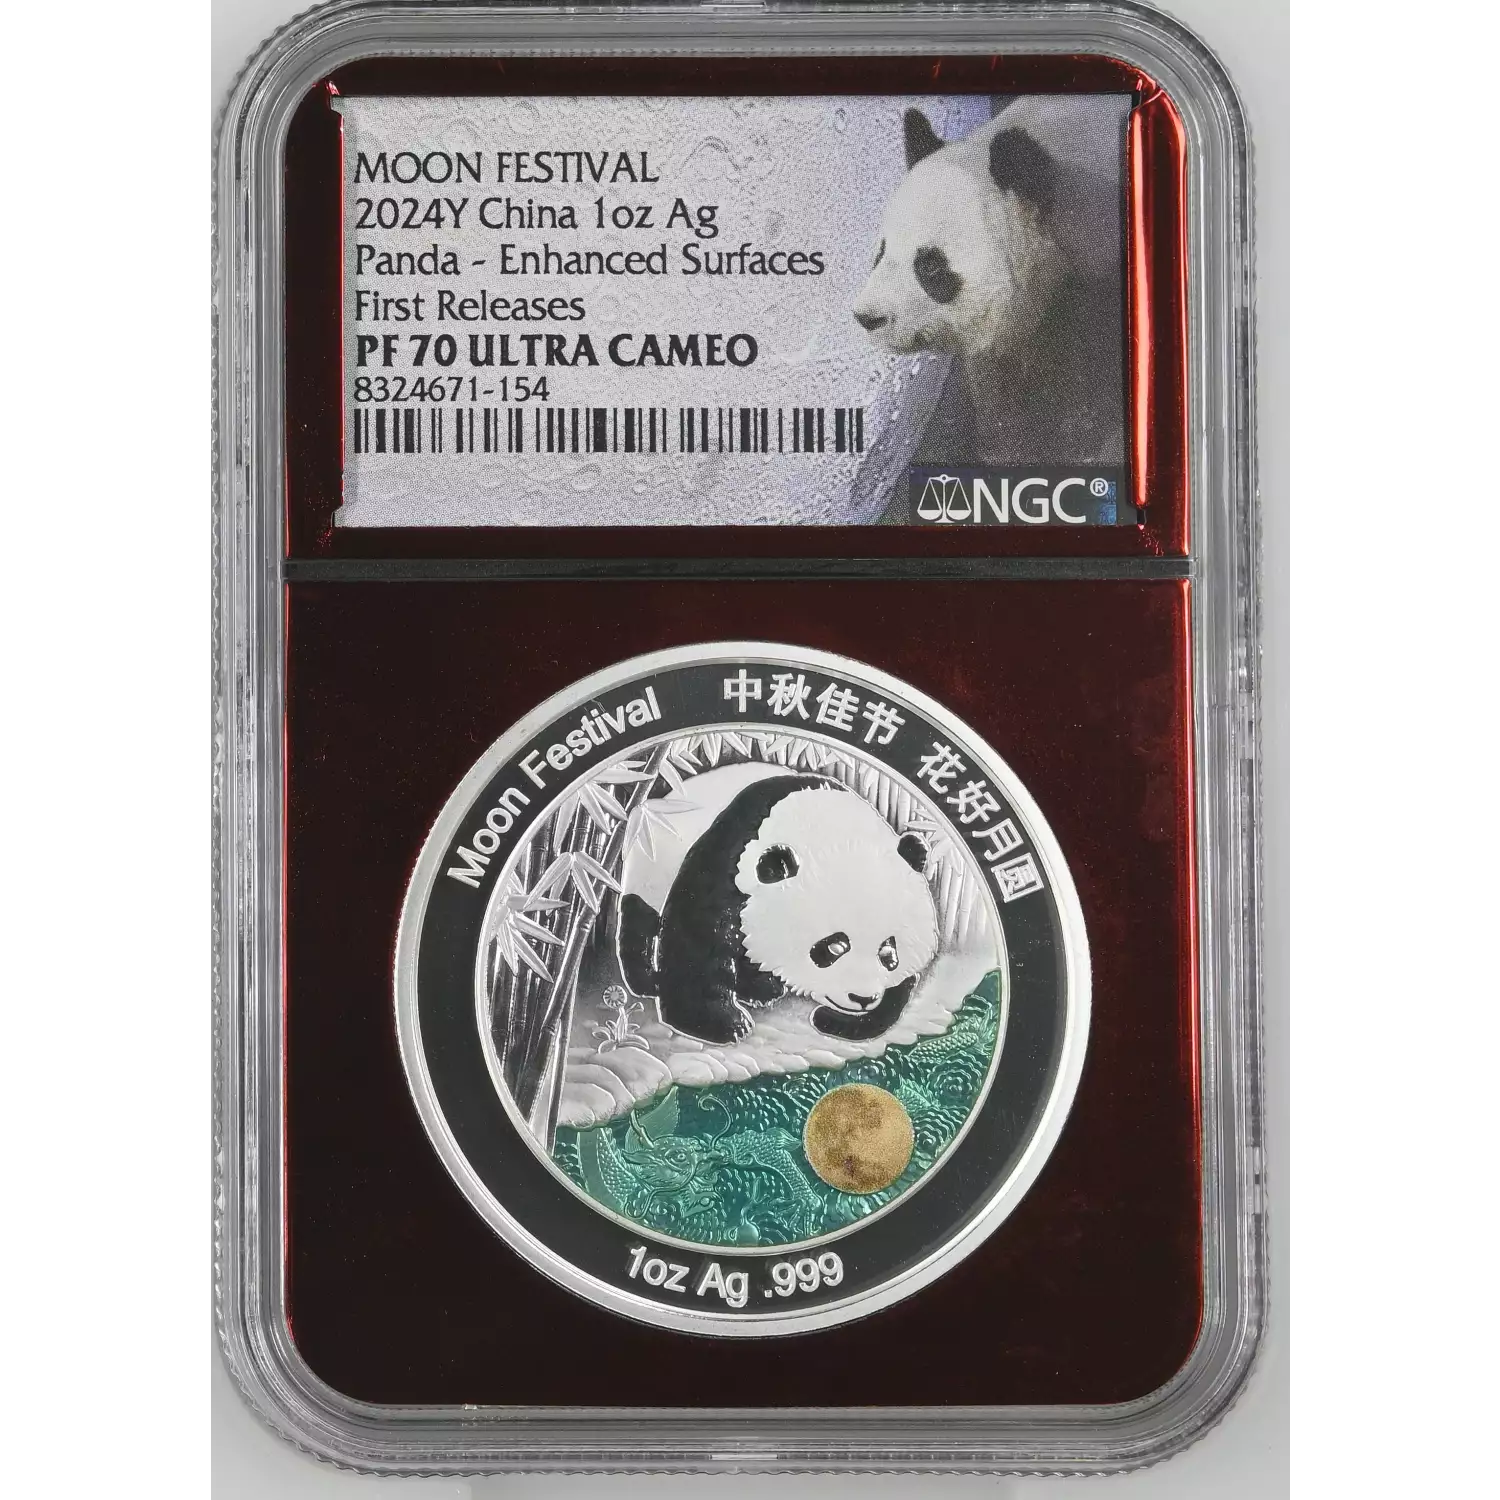 MOON FESTIVAL
2024Y China 1oz Ag
Panda - Enhanced Surfaces
First Releases
PF 70 ULTRA CAMEO
8324671-154
NGC®
Moon Festival 中秋佳节 花好月圆
1oz Ag .999